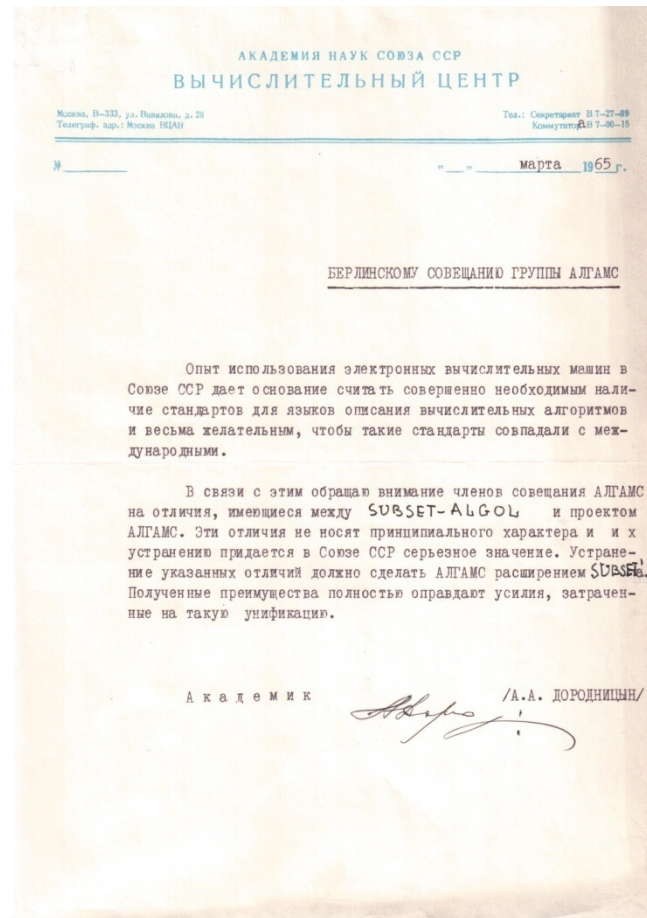 АКАДЕМИЯ НАУК СОЮЗА ССР
ВЫЧИСЛИТЕЛЬНЫЙ ЦЕНТР
Москва, В—333, ул. Вавилова, д. 28
Телеграф. адр.: Москва ВЦАН
Тел.: Секретариат В 7—27—89
Коммутатор В 7—00—15
№
" " марта 1965 г.
БЕРЛИНСКОМУ СОВЕЩАНИЮ ГРУППЫ АЛГАМС
Опыт использования электронных вычислительных машин в
Союзе ССР дает основание считать совершенно необходимым нали-
чие стандартов для языков описания вычислительных алгоритмов
и весьма желательным, чтобы такие стандарты совпадали с меж-
дународными.
В связи с этим обращаю внимание членов совещания АЛГАМС
на отличия, имеющиеся между SUBSET-ALGOL и проектом
АЛГАМС. Эти отличия не носят принципиального характера и и х
устранению придается в Союзе ССР серьезное значение. Устране-
ние указанных отличий должно сделать АЛГАМС расширением SUBSET'а.
Полученные преимущества полностью оправдают усилия, затрачен-
ные на такую унификацию.
А к а д е м и к /А.А. ДОРОДНИЦЫН/